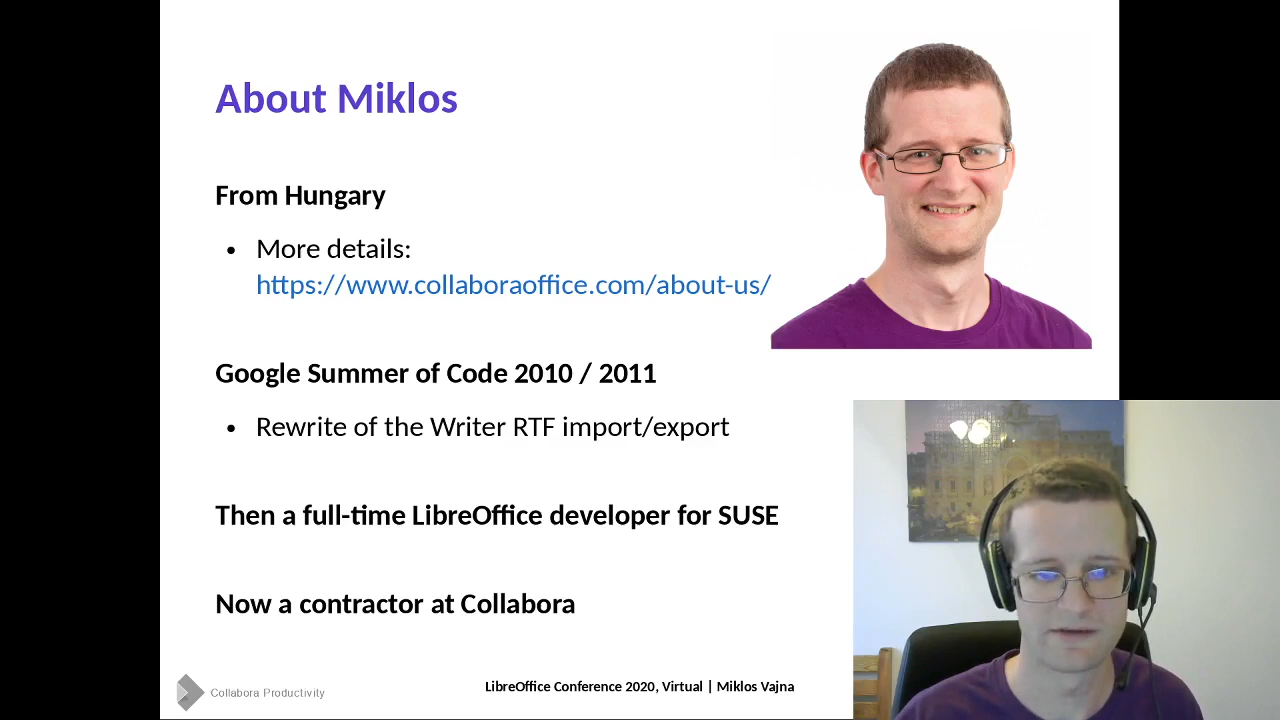 About Miklos
From Hungary
• More details:
https://www.collaboraoffice.com/about-us/
Google Summer of Code 2010 / 2011
• Rewrite of the Writer RTF import/export
Then a full-time LibreOffice developer for SUSE
Now a contractor at Collabora
Collabora Productivity
LibreOffice Conference 2020, Virtual | Miklos Vajna